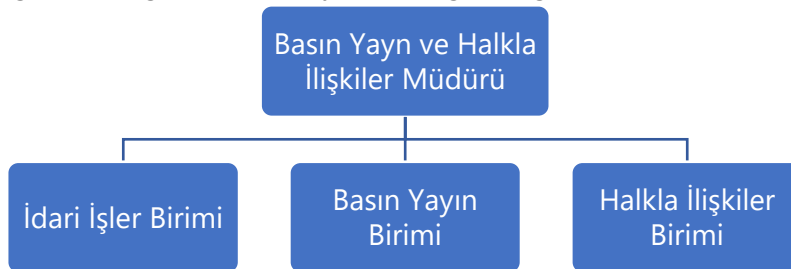 Basın Yayn ve Halkla
İlişkiler Müdürü
İdari İşler Birimi
Basın Yayın
Birimi
Halkla İlişkiler
Birimi